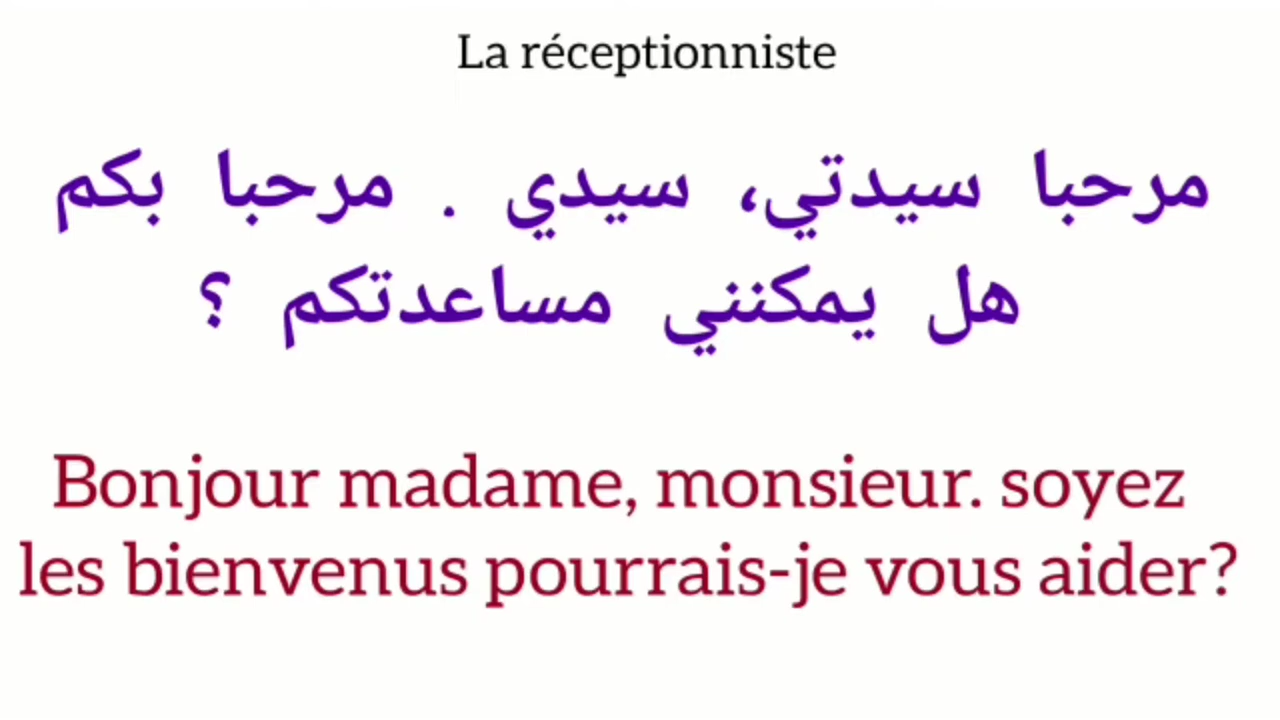 La réceptionniste
مرحبا سيدتي، سيدي . مرحبا بكم
هل يمكنني مساعدتكم ؟
Bonjour madame, monsieur. soyez
les bienvenus pourrais-je vous aider?